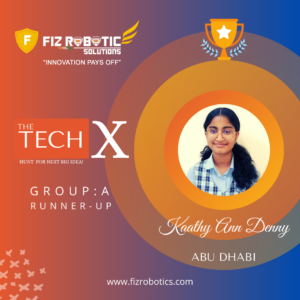 FIZ ROBOTIC
SOLUTIONS
"INNOVATION PAYS OFF"
THE
TECH X
HUNT FOR NEXT BIG IDEA!
GROUP:A
RUNNER-UP
Kaathy Ann Denny
ABU DHABI
www.fizrobotics.com